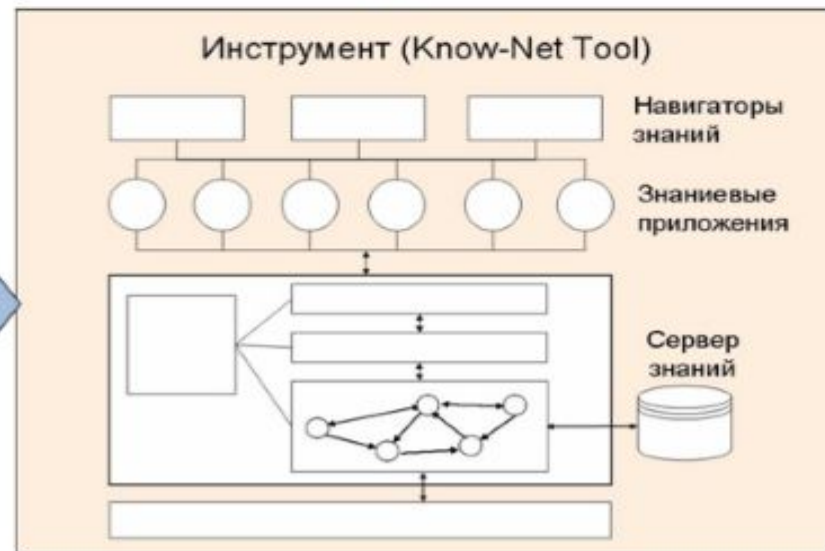 Инструмент (Know-Net Tool)
Навигаторы
знаний
Знаниевые
приложения
Сервер
знаний